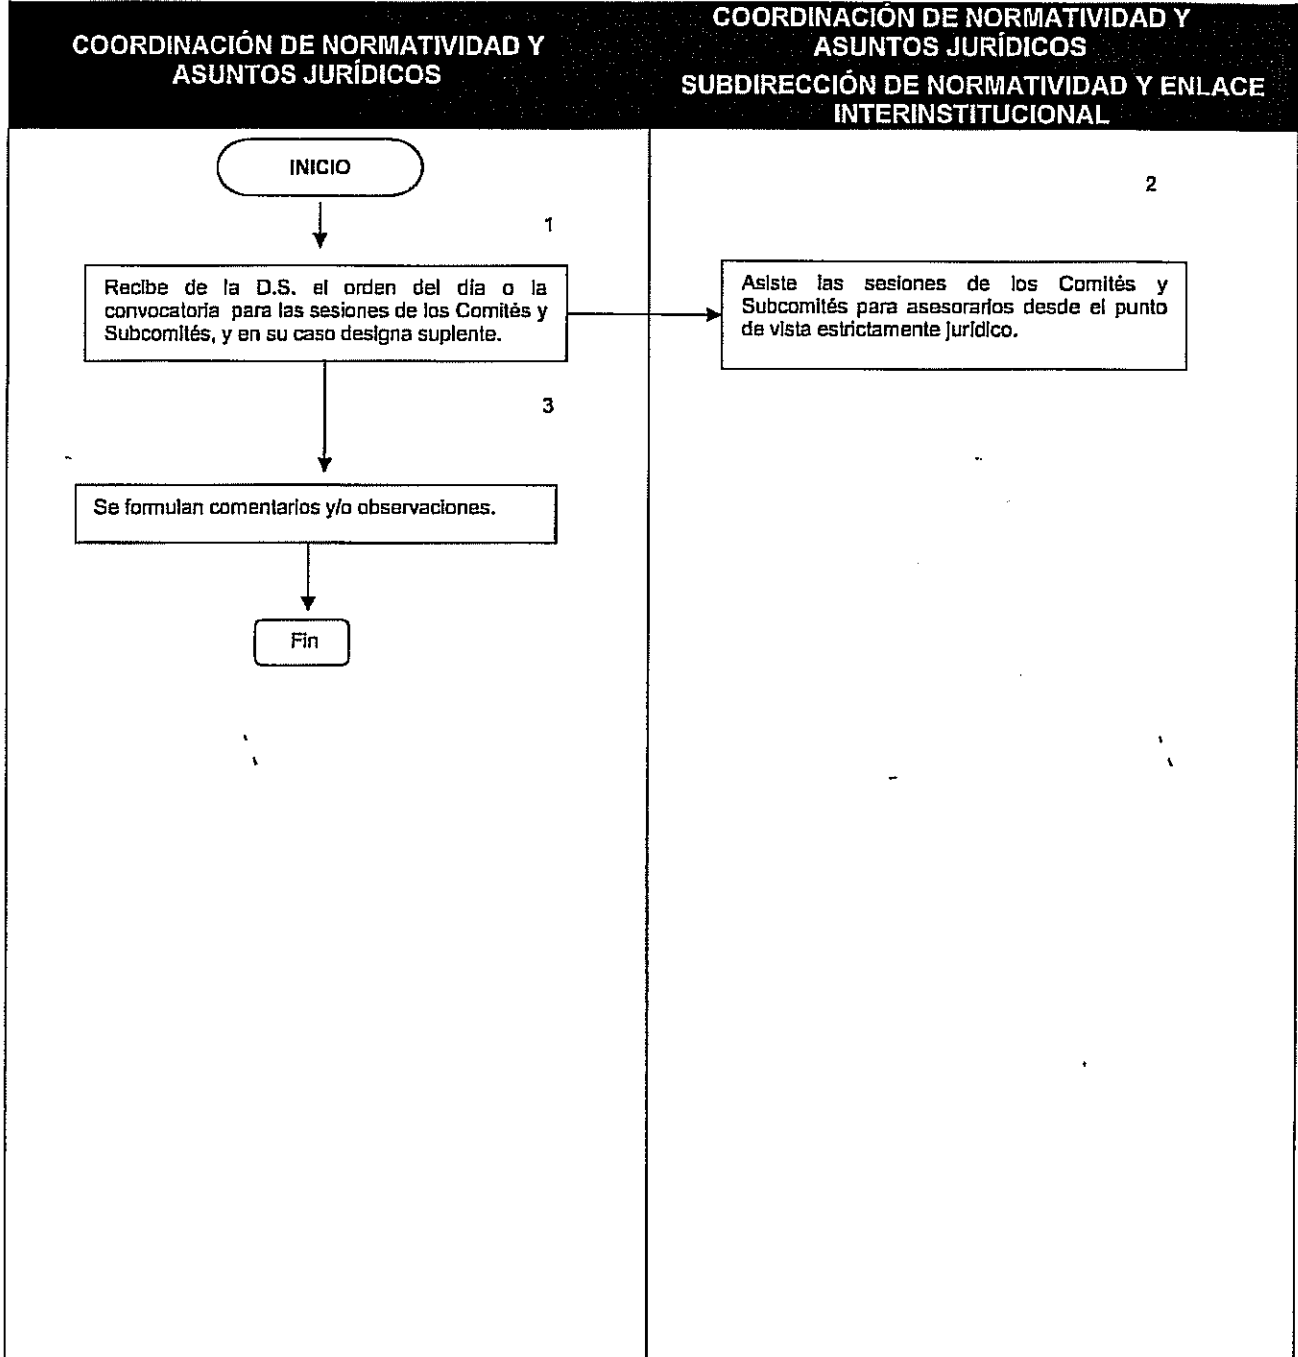 COORDINACIÓN DE NORMATIVIDAD Y
ASUNTOS JURÍDICOS
COORDINACIÓN DE NORMATIVIDAD Y
ASUNTOS JURÍDICOS
SUBDIRECCIÓN DE NORMATIVIDAD Y ENLACE
INTERINSTITUCIONAL
INICIO
1
Recibe de la D.S. el orden del día o la
convocatoria para las sesiones de los Comités y
Subcomités, y en su caso designa suplente.
2
Asiste las sesiones de los Comités y
Subcomités para asesorarlos desde el punto
de vista estrictamente jurídico.
3
Se formulan comentarios y/o observaciones.
Fin